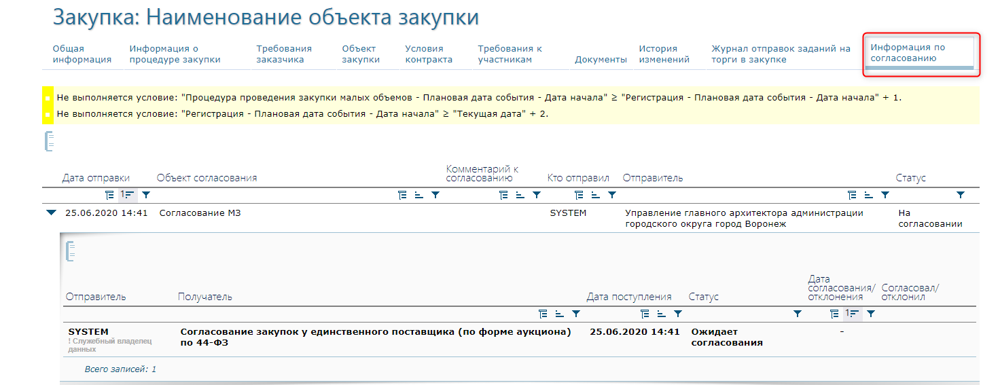 Закупка: Наименование объекта закупки
Общая информация
Информация о процедуре закупки
Требования заказчика
Объект закупки
Условия контракта
Требования к участникам
Документы
История изменений
Журнал отправок заданий на торги в закупке
Информация по согласованию
Не выполняется условие: "Процедура проведения закупки малых объемов - Плановая дата события - Дата начала" ≥ "Регистрация - Плановая дата события - Дата начала" + 1.
Не выполняется условие: "Регистрация - Плановая дата события - Дата начала" ≥ "Текущая дата" + 2.
Дата отправки
Объект согласования
Комментарий к согласованию
Кто отправил
Отправитель
Статус
1
25.06.2020 14:41
Согласование МЗ
SYSTEM
Управление главного архитектора администрации
городского округа город Воронеж
На
согласовании
Отправитель
Получатель
Дата поступления
Статус
Дата
согласования/
отклонения
Согласовал/
отклонил
1
SYSTEM
! Служебный владелец
данных
Согласование закупок у единственного поставщика (по форме аукциона)
по 44-ФЗ
25.06.2020 14:41
Ожидает
согласования
-
Всего записей: 1